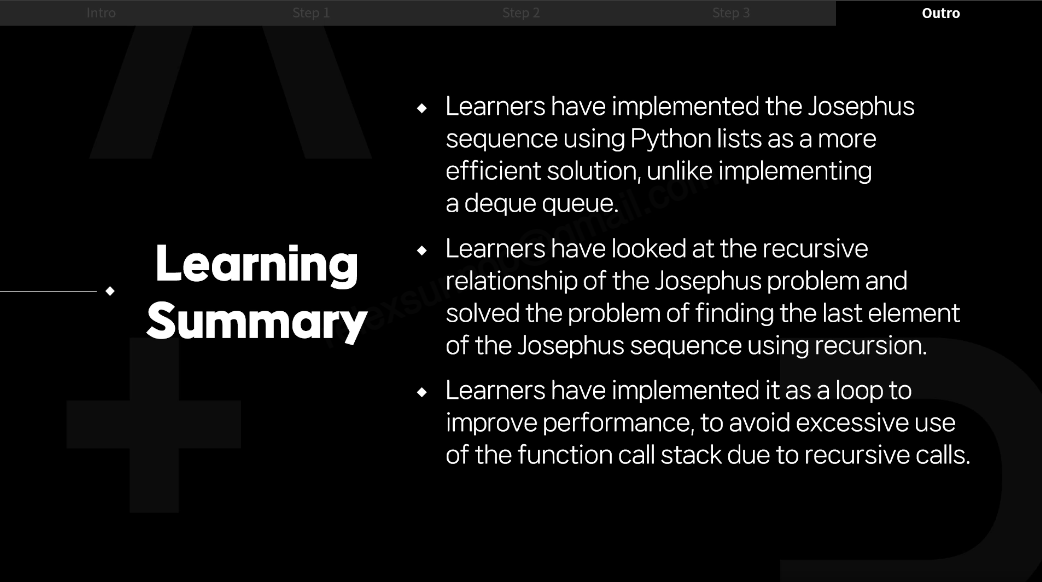 Intro
Step 1
Step 2
Step 3
Outro
Learning
Summary
Learners have implemented the Josephus
sequence using Python lists as a more
efficient solution, unlike implementing
a deque queue.
Learners have looked at the recursive
relationship of the Josephus problem and
solved the problem of finding the last element
of the Josephus sequence using recursion.
Learners have implemented it as a loop to
improve performance, to avoid excessive use
of the function call stack due to recursive calls.